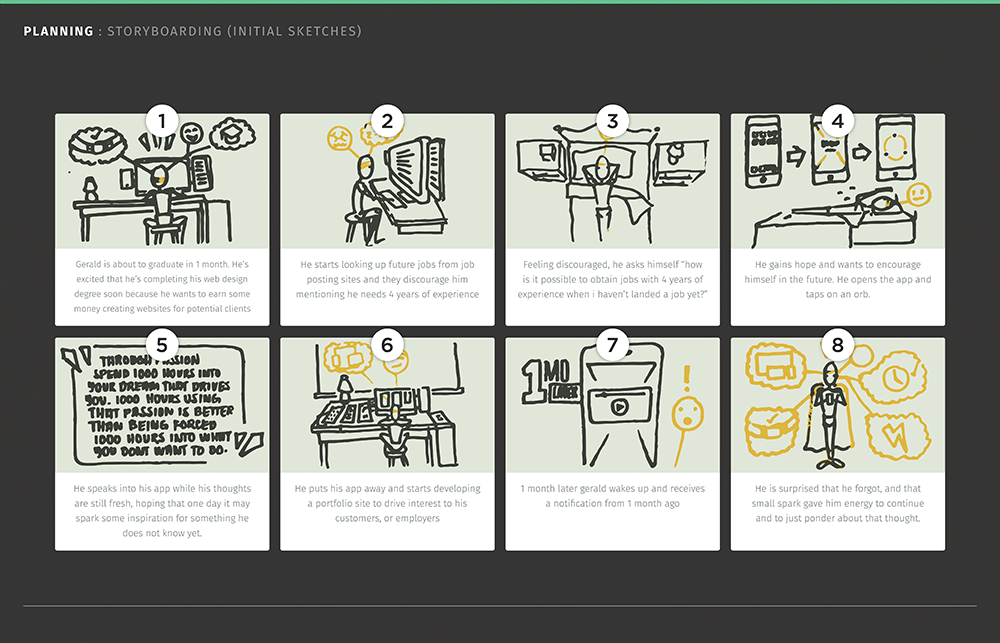 PLANNING : STORYBOARDING (INITIAL SKETCHES)
1
Gerald is about to graduate in 1 month. He's
excited that he's completing his web design
degree soon because he wants to earn some
money creating websites for potential clients
2
He starts looking up future jobs from job
posting sites and they discourage him
mentioning he needs 4 years of experience
3
Feeling discouraged, he asks himself "how
is it possible to obtain jobs with 4 years of
experience when i haven't landed a job yet?"
4
He gains hope and wants to encourage
himself in the future. He opens the app and
taps on an orb.
5
THROUGH PASSION
SPEND 1000 HOURS INTO
YOUR DREAM THAT DRIVES
YOU. 1000 HOURS USING
THAT PASSION IS BETTER
THAN BEING FORCED
1000 HOURS INTO WHAT
YOU DONT WANT TO DO.
He speaks into his app while his thoughts
are still fresh, hoping that one day it may
spark some inspiration for something he
does not know yet.
6
He puts his app away and starts developing
a portfolio site to drive interest to his
customers, or employers
7
1 MO
LATER
!
1 month later gerald wakes up and receives
a notification from 1 month ago
8
He is surprised that he forgot, and that
small spark gave him energy to continue
and to just ponder about that thought.